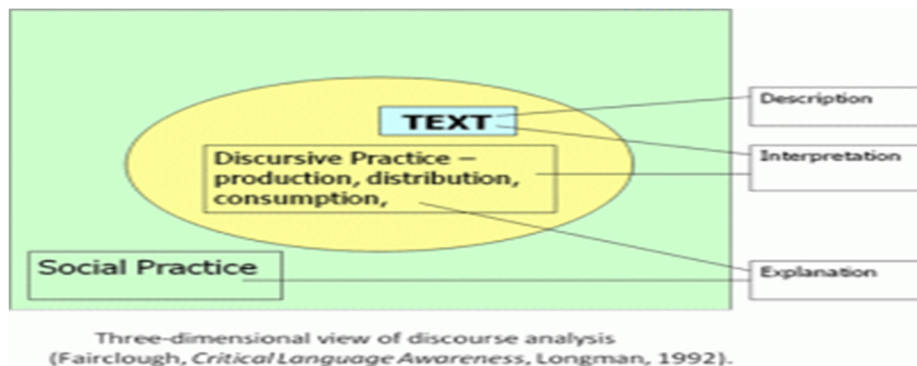 TEXT
Description
Discursive Practice –
production, distribution,
consumption,
Interpretation
Social Practice
Explanation
Three-dimensional view of discourse analysis
(Fairclough, Critical Language Awareness, Longman, 1992).